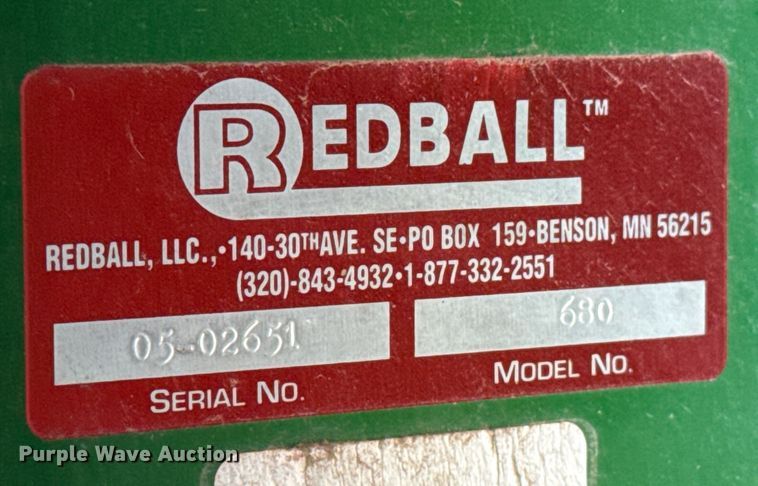 REDBALL™
REDBALL, LLC.,•140-30THAVE. SE•PO BOX 159•BENSON, MN 56215
(320)-843-4932•1-877-332-2551
05-02651 680
SERIAL NO. MODEL NO.
Purple Wave Auction